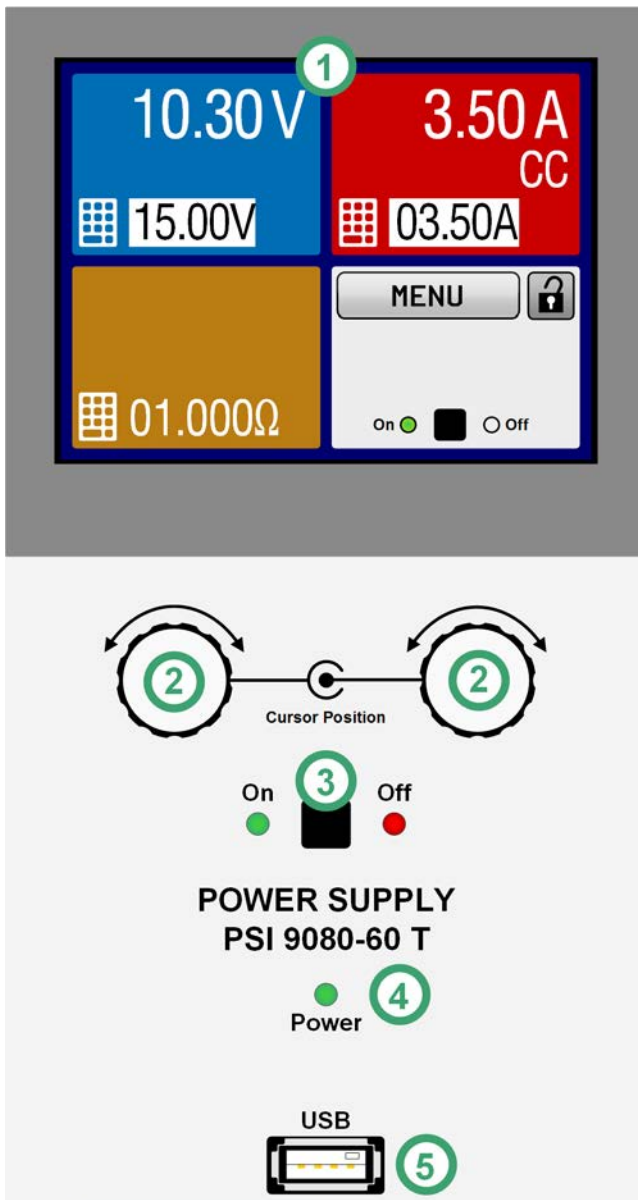 1
10.30 V
3.50 A
CC
15.00V
03.50A
MENU
01.000Ω
On
Off
2
2
Cursor Position
3
On
Off
POWER SUPPLY
PSI 9080-60 T
4
Power
USB
5